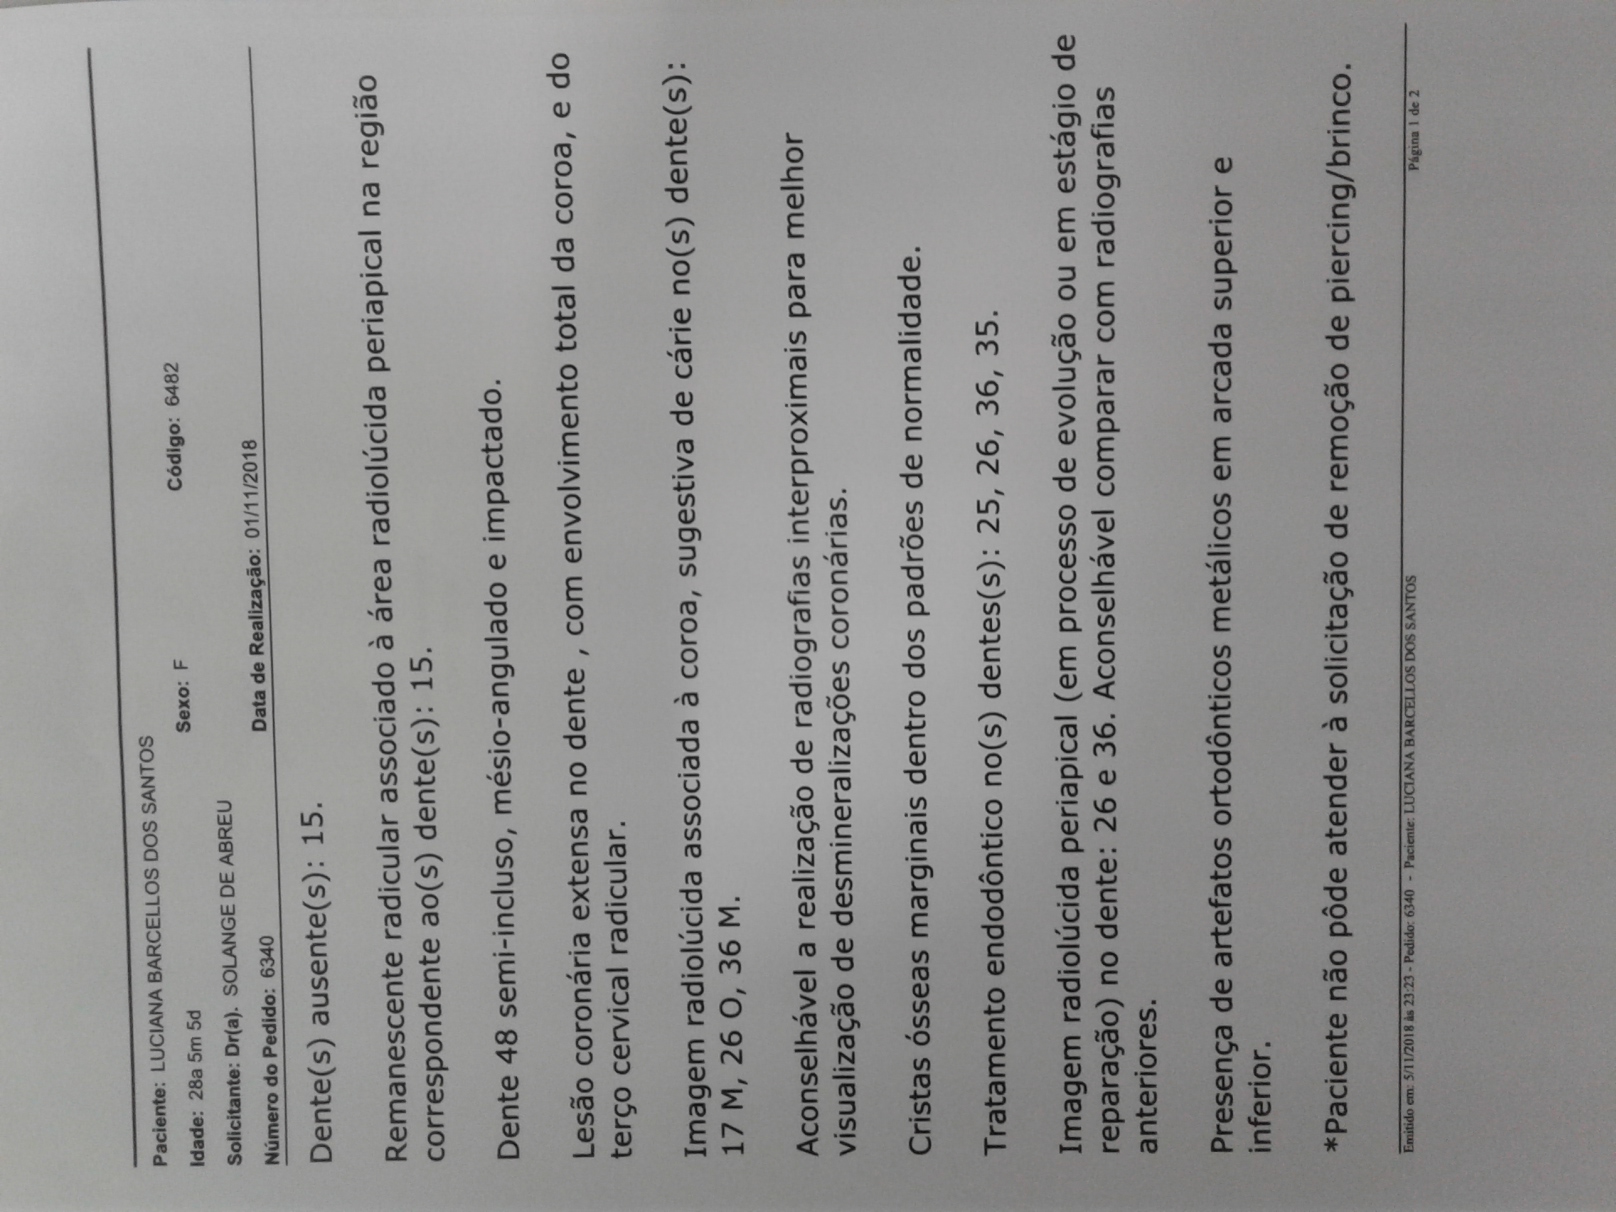 Paciente: LUCIANA BARCELLOS DOS SANTOS
Idade: 28a 5m 5d Sexo: F Código: 6482
Solicitante: Dr(a). SOLANGE DE ABREU
Número do Pedido: 6340 Data de Realização: 01/11/2018
Dente(s) ausente(s): 15.
Remanescente radicular associado à área radiolúcida periapical na região
correspondente ao(s) dente(s): 15.
Dente 48 semi-incluso, mésio-angulado e impactado.
Lesão coronária extensa no dente , com envolvimento total da coroa, e do
terço cervical radicular.
Imagem radiolúcida associada à coroa, sugestiva de cárie no(s) dente(s):
17 M, 26 O, 36 M.
Aconselhável a realização de radiografias interproximais para melhor
visualização de desmineralizações coronárias.
Cristas ósseas marginais dentro dos padrões de normalidade.
Tratamento endodôntico no(s) dentes(s): 25, 26, 36, 35.
Imagem radiolúcida periapical (em processo de evolução ou em estágio de
reparação) no dente: 26 e 36. Aconselhável comparar com radiografias
anteriores.
Presença de artefatos ortodônticos metálicos em arcada superior e
inferior.
*Paciente não pôde atender à solicitação de remoção de piercing/brinco.
Emitido em: 5/11/2018 às 23:23 - Pedido: 6340 - Paciente: LUCIANA BARCELLOS DOS SANTOS Página 1 de 2